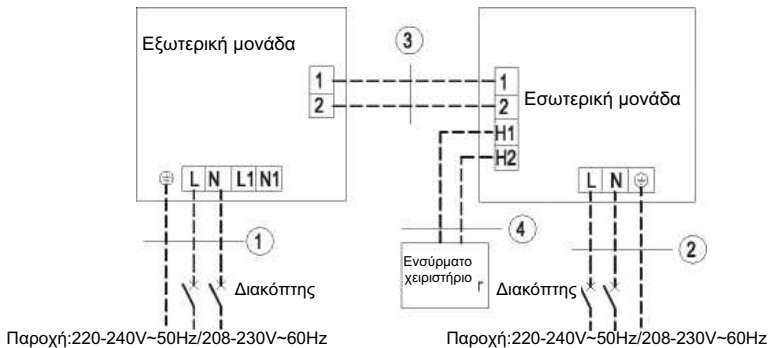 Εξωτερική μονάδα
③
1
2
1
2
H1
H2
Εσωτερική μονάδα
L N L1 N1
L N
①
④
②
Ενσύρματο
χειριστήριο r
Διακόπτης
Διακόπτης
Παροχή:220-240V~50Hz/208-230V~60Hz
Παροχή:220-240V~50Hz/208-230V~60Hz